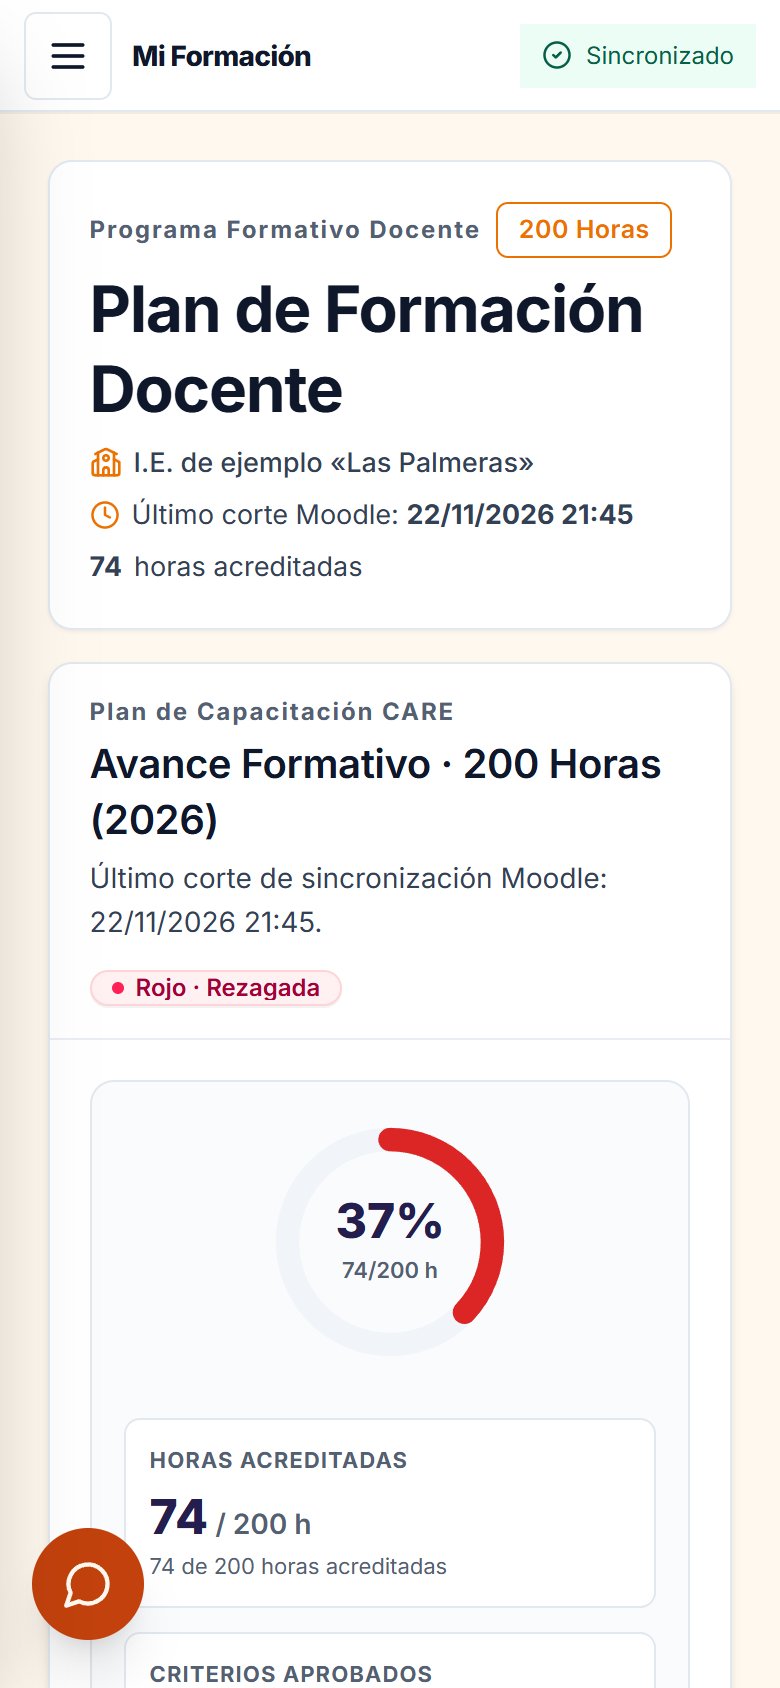 Mi Formación
Sincronizado
Programa Formativo Docente
200 Horas
Plan de Formación
Docente
I.E. de ejemplo «Las Palmeras»
Último corte Moodle: 22/11/2026 21:45
74 horas acreditadas
Plan de Capacitación CARE
Avance Formativo · 200 Horas
(2026)
Último corte de sincronización Moodle:
22/11/2026 21:45.
Rojo · Rezagada
37%
74/200 h
HORAS ACREDITADAS
74 / 200 h
74 de 200 horas acreditadas
CRITERIOS APROBADOS